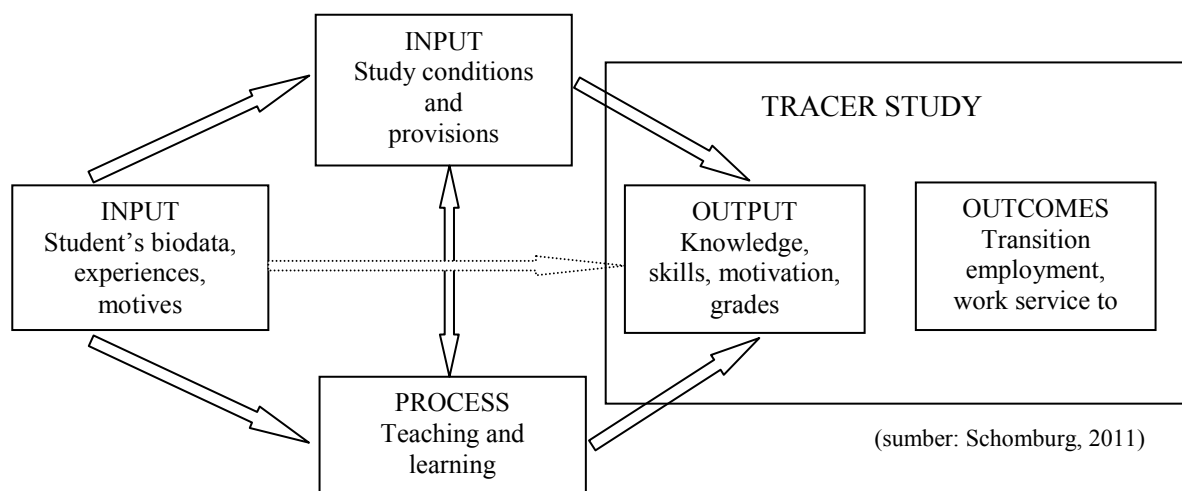 INPUT
Study conditions
and
provisions
TRACER STUDY
INPUT
Student’s biodata,
experiences,
motives
OUTPUT
Knowledge,
skills, motivation,
grades
OUTCOMES
Transition
employment,
work service to
PROCESS
Teaching and
learning
(sumber: Schomburg, 2011)